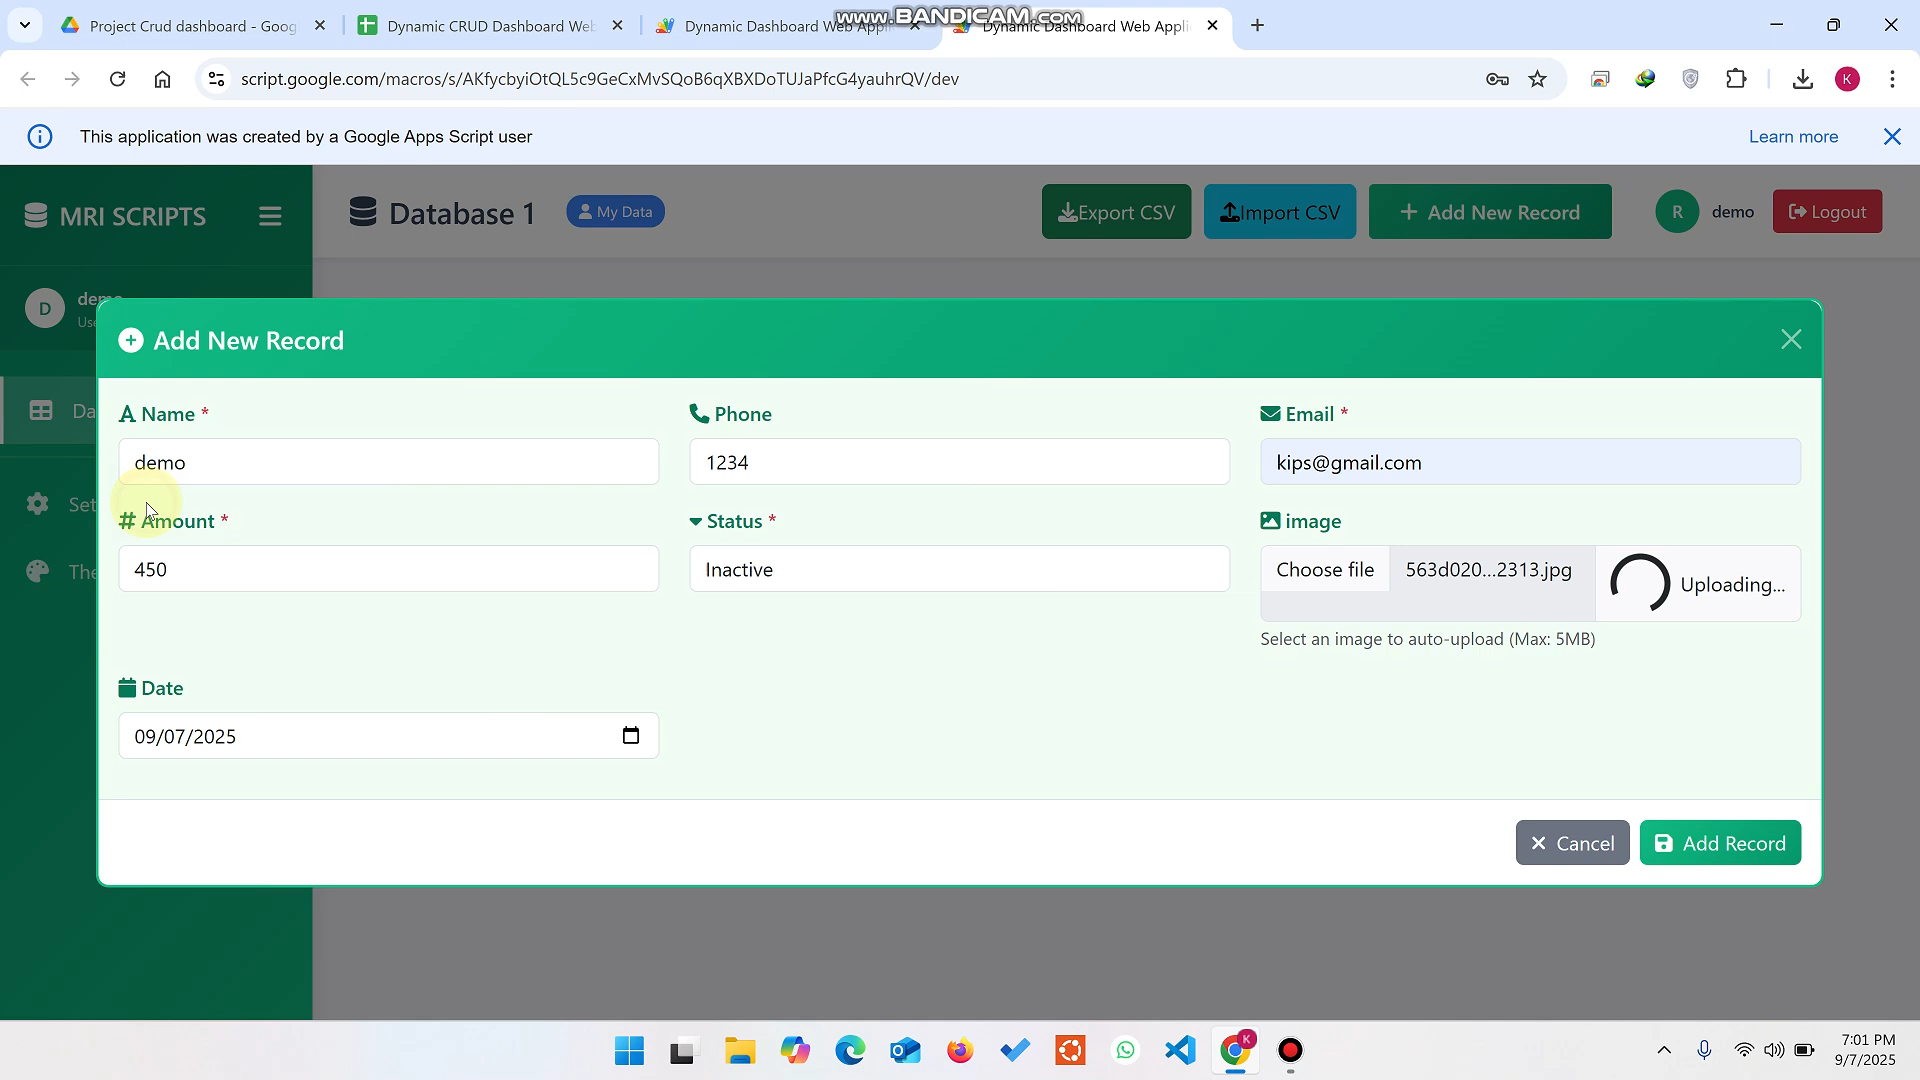 Project Crud dashboard - Goog
Dynamic CRUD Dashboard Web
Dynamic Dashboard Web Appli
Dynamic Dashboard Web Appli
www.BANDICAM.com
script.google.com/macros/s/AKfycbyiOtQL5c9GeCxMvSQoB6qXBXDoTUJaPfcG4yauhrQV/dev
K
This application was created by a Google Apps Script user
Learn more
MRI SCRIPTS
Database 1
My Data
Export CSV
Import CSV
Add New Record
R
demo
Logout
D
demo
Use
Add New Record
Da
Set
The
Name *
Phone
Email *
demo
1234
kips@gmail.com
Amount *
Status *
image
450
Inactive
Choose file
563d020...2313.jpg
Uploading...
Select an image to auto-upload (Max: 5MB)
Date
09/07/2025
Cancel
Add Record
K
7:01 PM
9/7/2025